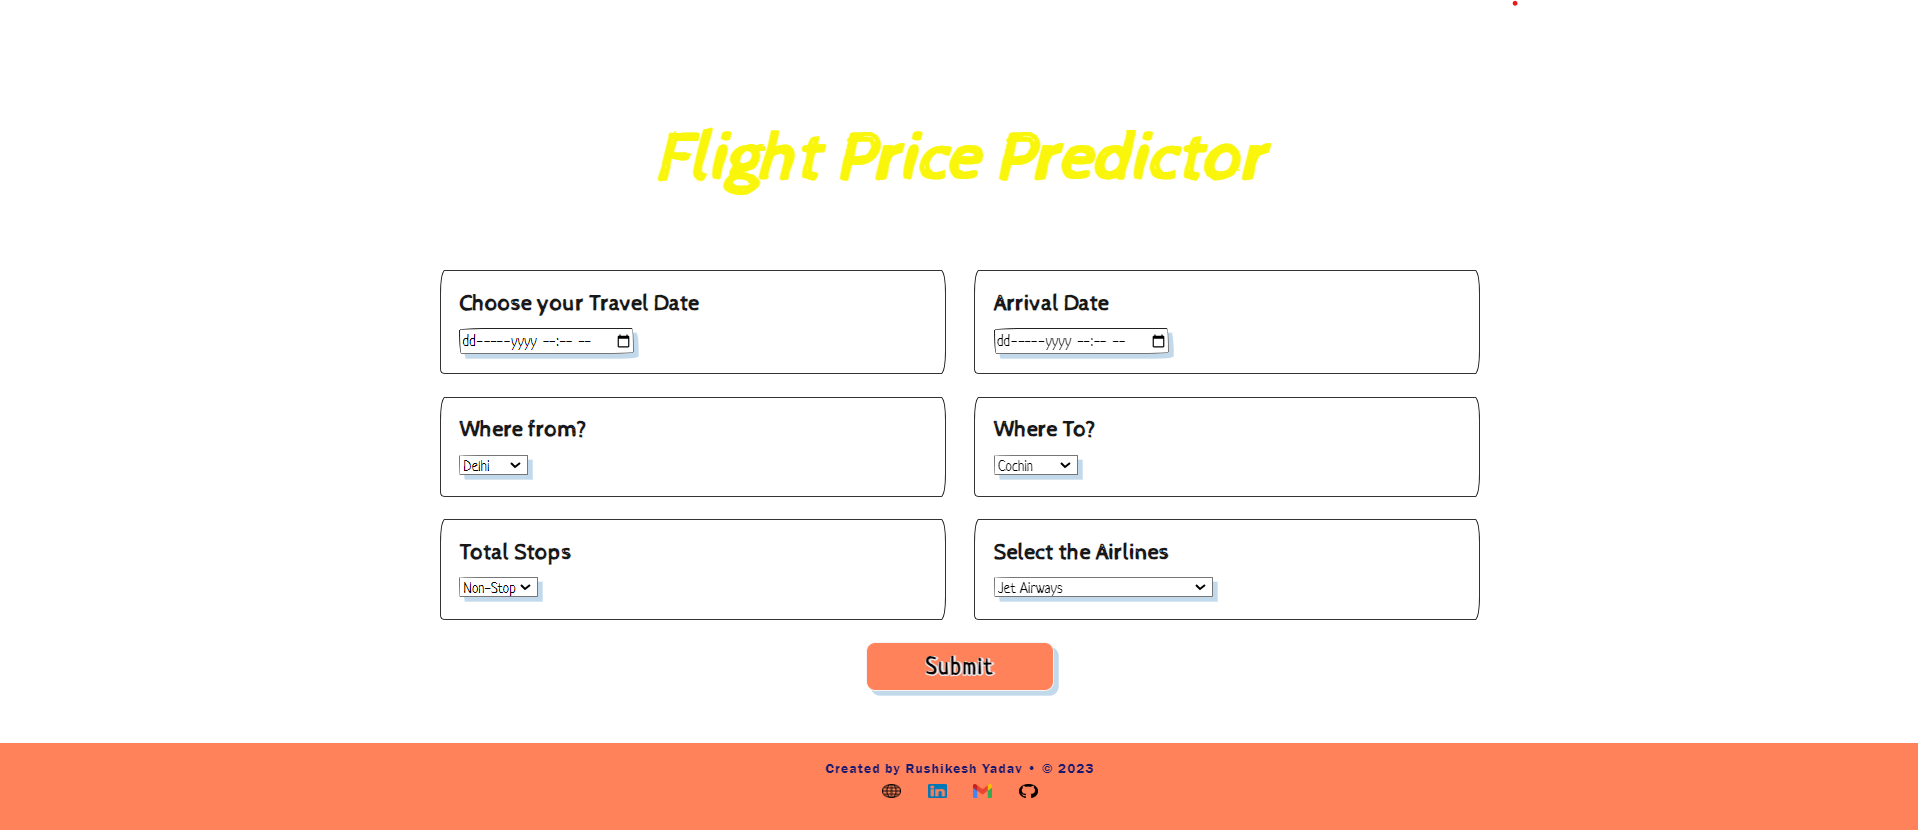 Flight Price Predictor
Choose your Travel Date
dd-----yyyy --:-- --
Arrival Date
dd-----yyyy --:-- --
Where from?
Delhi
Where To?
Cochin
Total Stops
Non-Stop
Select the Airlines
Jet Airways
Submit
Created by Rushikesh Yadav • © 2023
in